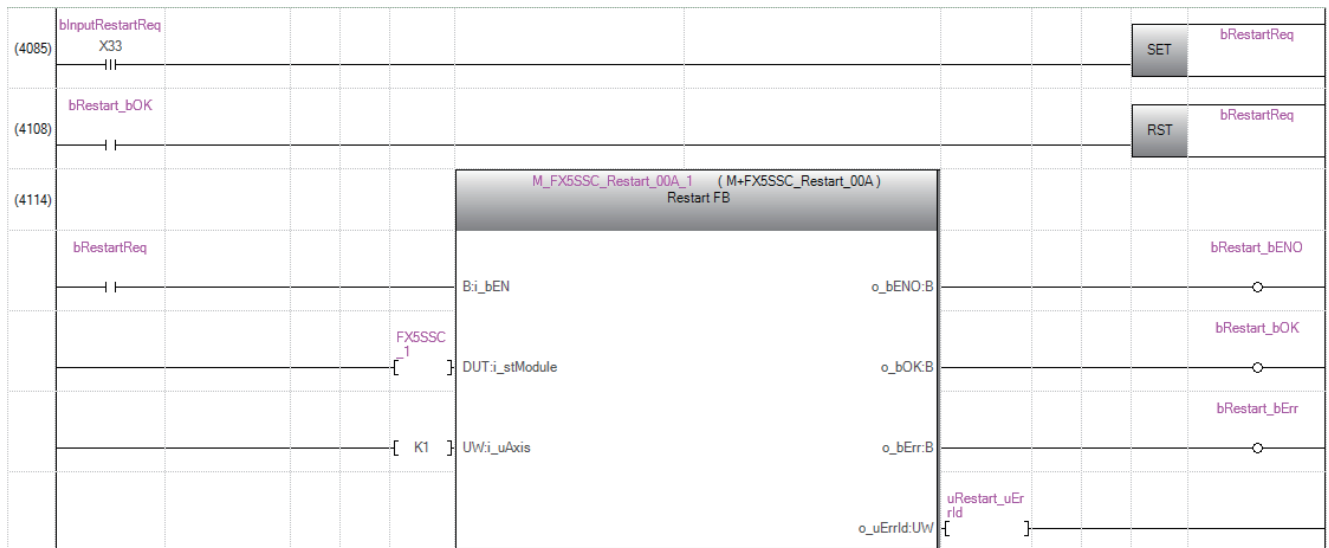 bInputRestartReq
X33
(4085)
SET
bRestartReq
bRestart_bOK
(4108)
RST
bRestartReq
(4114)
M_FX5SSC_Restart_00A_1 ( M+FX5SSC_Restart_00A )
Restart FB
bRestartReq
B:i_bEN
o_bENO:B
bRestart_bENO
FX5SSC
_1
DUT:i_stModule
o_bOK:B
bRestart_bOK
K1
UW:i_uAxis
o_bErr:B
bRestart_bErr
o_uErrId:UW
uRestart_uEr
rId